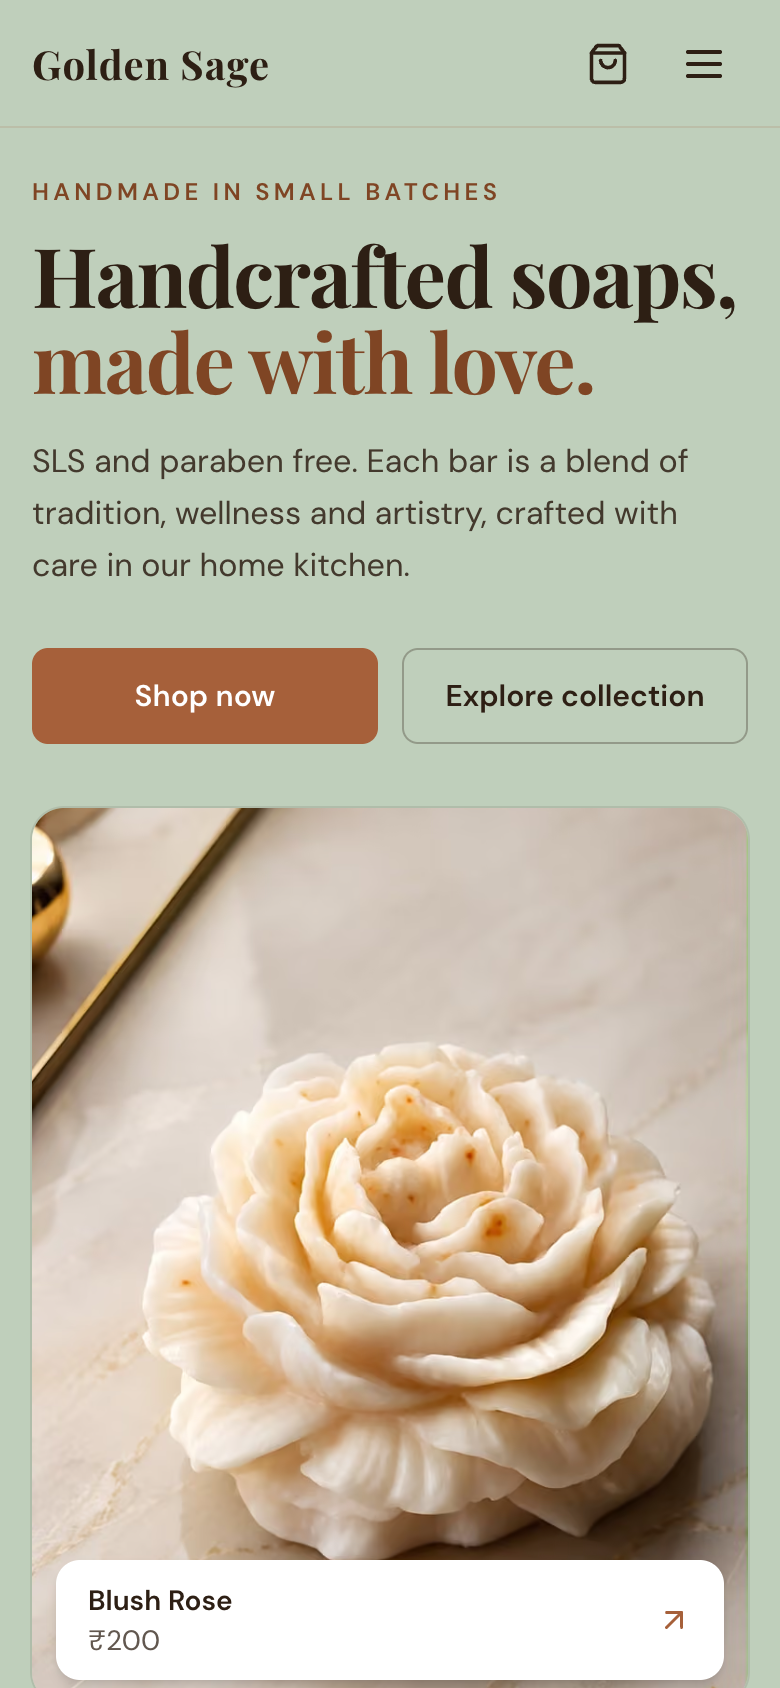 Golden Sage
HANDMADE IN SMALL BATCHES
Handcrafted soaps,
made with love.
SLS and paraben free. Each bar is a blend of
tradition, wellness and artistry, crafted with
care in our home kitchen.
Shop now
Explore collection
Blush Rose
₹200